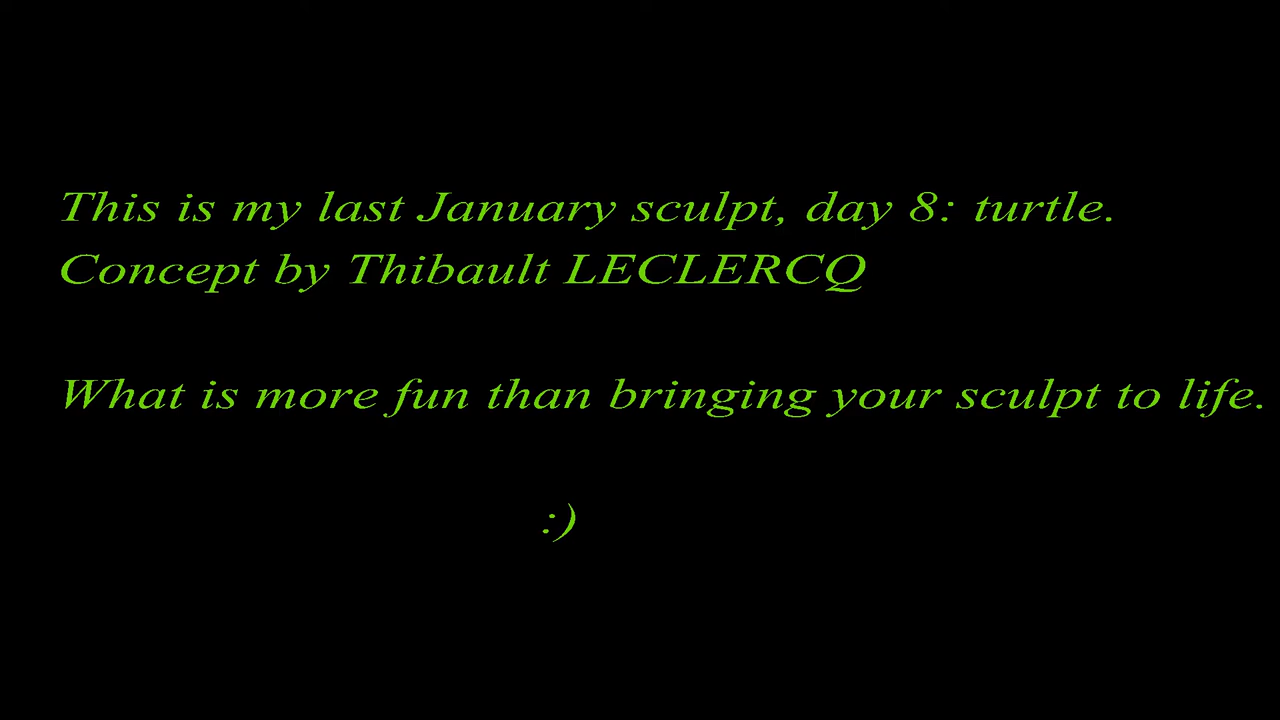 This is my last January sculpt, day 8: turtle.
Concept by Thibault LECLERCQ
What is more fun than bringing your sculpt to life.
:)